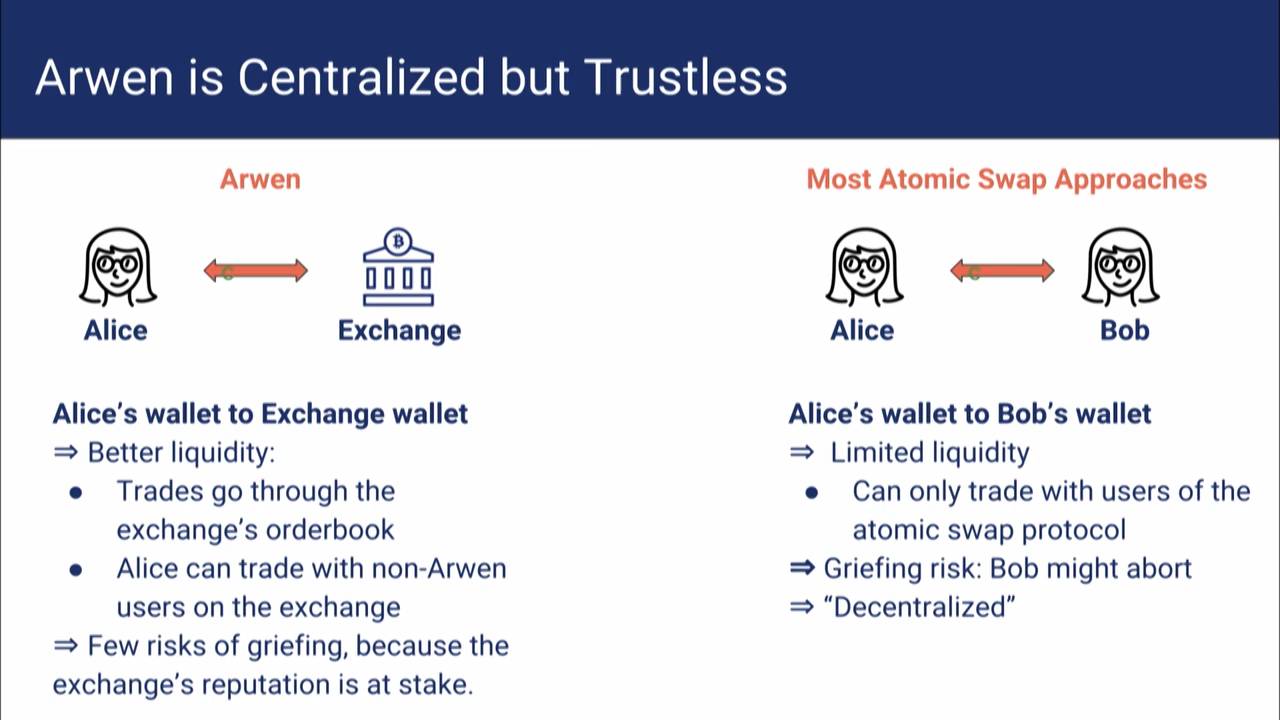 Arwen is Centralized but Trustless
Arwen
Alice
Exchange
Alice's wallet to Exchange wallet
⇒ Better liquidity:
● Trades go through the
exchange's orderbook
● Alice can trade with non-Arwen
users on the exchange
⇒ Few risks of griefing, because the
exchange's reputation is at stake.
Most Atomic Swap Approaches
Alice
Bob
Alice's wallet to Bob's wallet
⇒ Limited liquidity
● Can only trade with users of the
atomic swap protocol
⇒ Griefing risk: Bob might abort
⇒ “Decentralized”